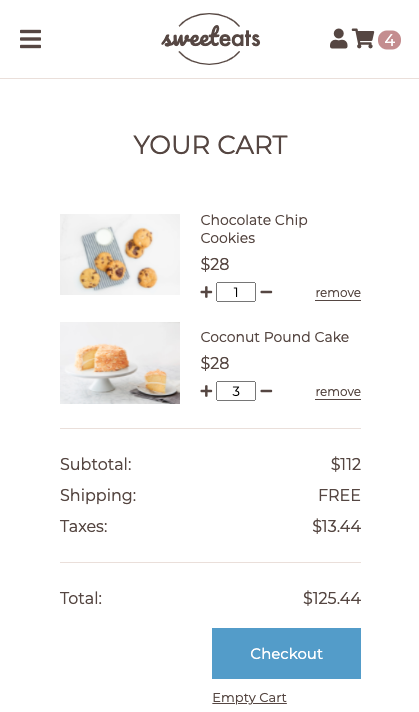 sweeteats
4
YOUR CART
Chocolate Chip
Cookies
$28
1
remove
Coconut Pound Cake
$28
3
remove
Subtotal: $112
Shipping: FREE
Taxes: $13.44
Total: $125.44
Checkout
Empty Cart